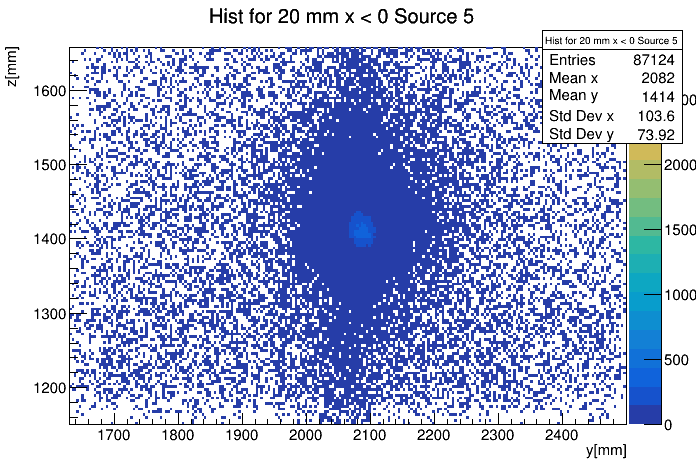 Hist for 20 mm x < 0 Source 5
Hist for 20 mm x < 0 Source 5
Entries 87124
Mean x 2082
Mean y 1414
Std Dev x 103.6
Std Dev y 73.92
z[mm]
1600
1500
1400
1300
1200
1700
1800
1900
2000
2100
2200
2300
2400
y[mm]
2000
1500
1000
500
0